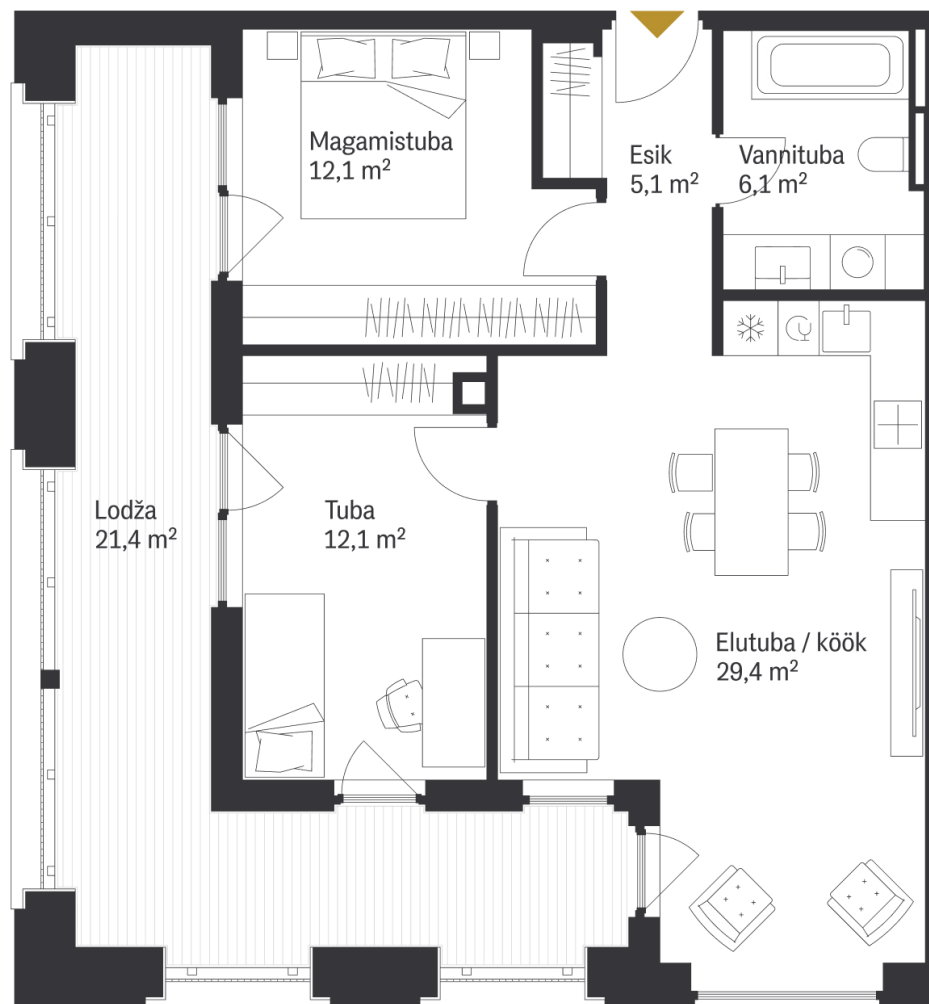 Magamistuba
12,1 m²
Esik
5,1 m²
Vannituba
6,1 m²
Lodža
21,4 m²
Tuba
12,1 m²
Elutuba / köök
29,4 m²